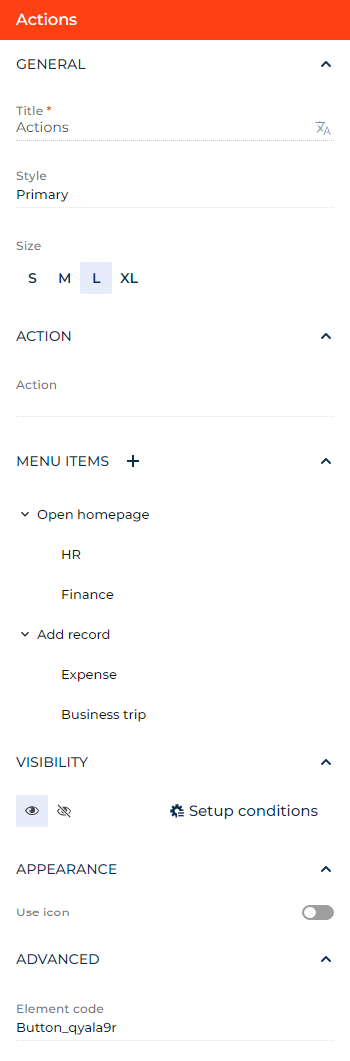 Actions
GENERAL
Title *
Actions
Style
Primary
Size
S M L XL
ACTION
Action
MENU ITEMS +
Open homepage
HR
Finance
Add record
Expense
Business trip
VISIBILITY
Setup conditions
APPEARANCE
Use icon
ADVANCED
Element code
Button_qyala9r